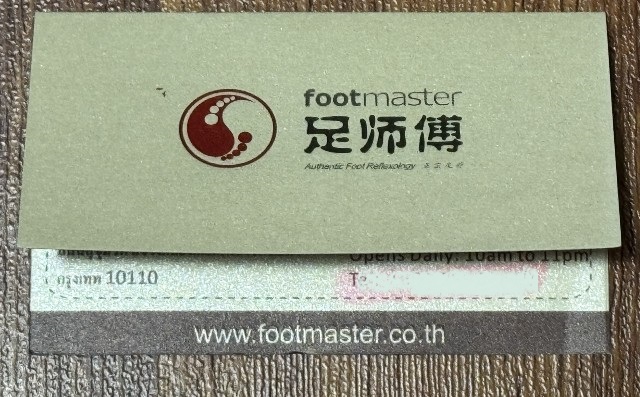 footmaster
足师傅
Authentic Foot Reflexology
Opens Daily: 10am to 11pm
กรุงเทพ 10110
www.footmaster.co.th